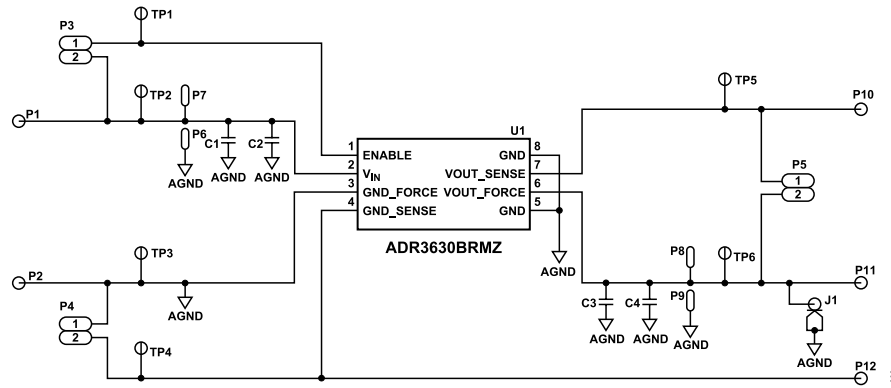 TP1
P3
1
2
TP2
P7
P1
P6
C1
C2
AGND
AGND
AGND
U1
1
ENABLE
2
VIN
3
GND_FORCE
4
GND_SENSE
8
GND
7
VOUT_SENSE
6
VOUT_FORCE
5
GND
ADR3630BRMZ
AGND
TP5
P10
P5
1
2
TP3
P2
AGND
P4
1
2
TP4
P8
TP6
P11
C3
C4
P9
AGND
AGND
AGND
J1
AGND
P12